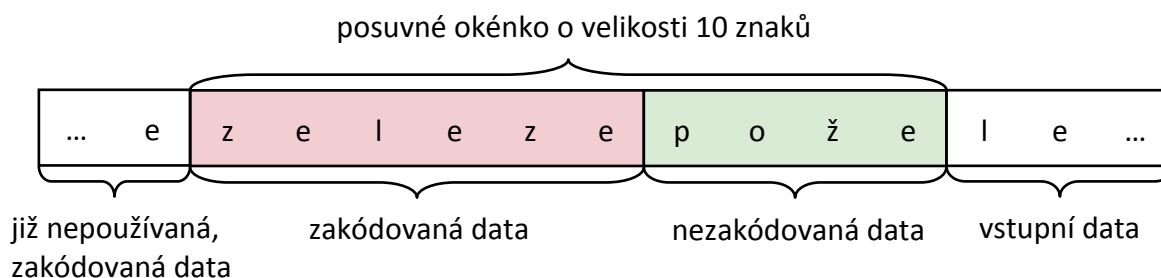 posuvné okénko o velikosti 10 znaků
… e z e l e z e p o ž e l e …
již nepoužívaná, zakódovaná data nezakódovaná data vstupní data
zakódovaná data